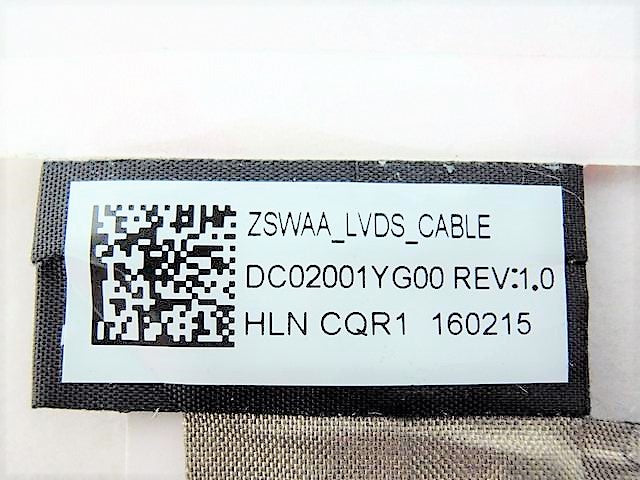 ZSWAA_LVDS_CABLE
DC02001YG00 REV:1.0
HLN CQR1 160215